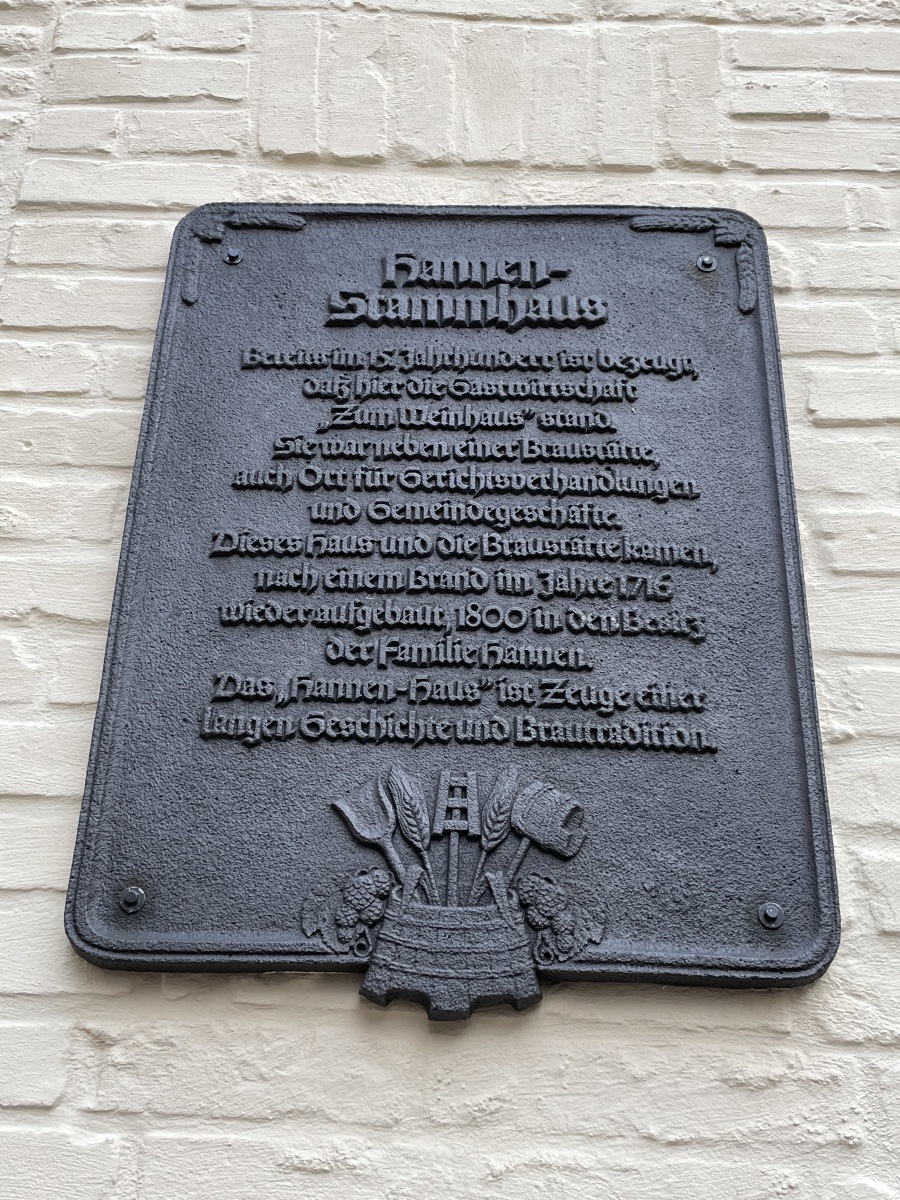 Hannen-
Stammhaus
Bereits im 15. Jahrhundert ist bezeugt,
daß hier die Gastwirtschaft
„Zum Weinhaus“ stand.
Sie war neben einer Braustätte,
auch Ort für Gerichtsverhandlungen
und Gemeindegeschäfte.
Dieses Haus und die Braustätte kamen,
nach einem Brand im Jahre 1716
wiederaufgebaut, 1800 in den Besitz
der Familie Hannen.
Das „Hannen-Haus“ ist Zeuge einer
langen Geschichte und Brautradition.